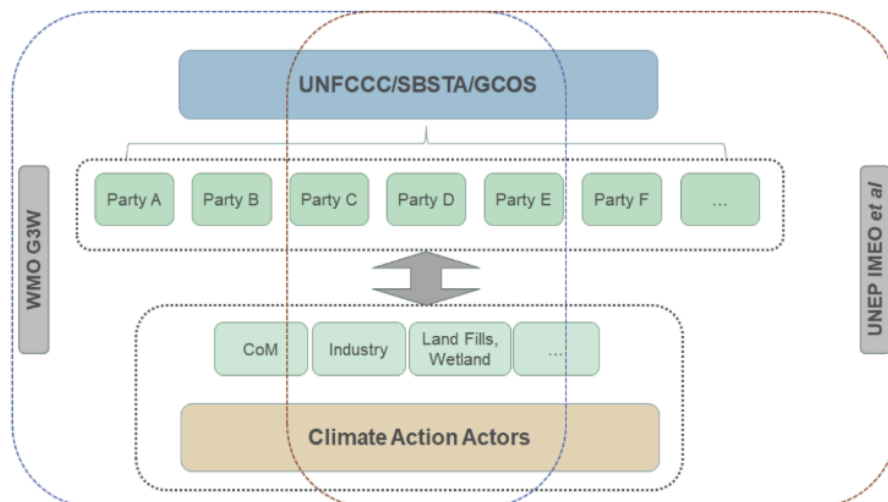 UNFCCC/SBSTA/GCOS
WMO G3W
Party A
Party B
Party C
Party D
Party E
Party F
...
UNEP IMEO et al
CoM
Industry
Land Fills,
Wetland
...
Climate Action Actors